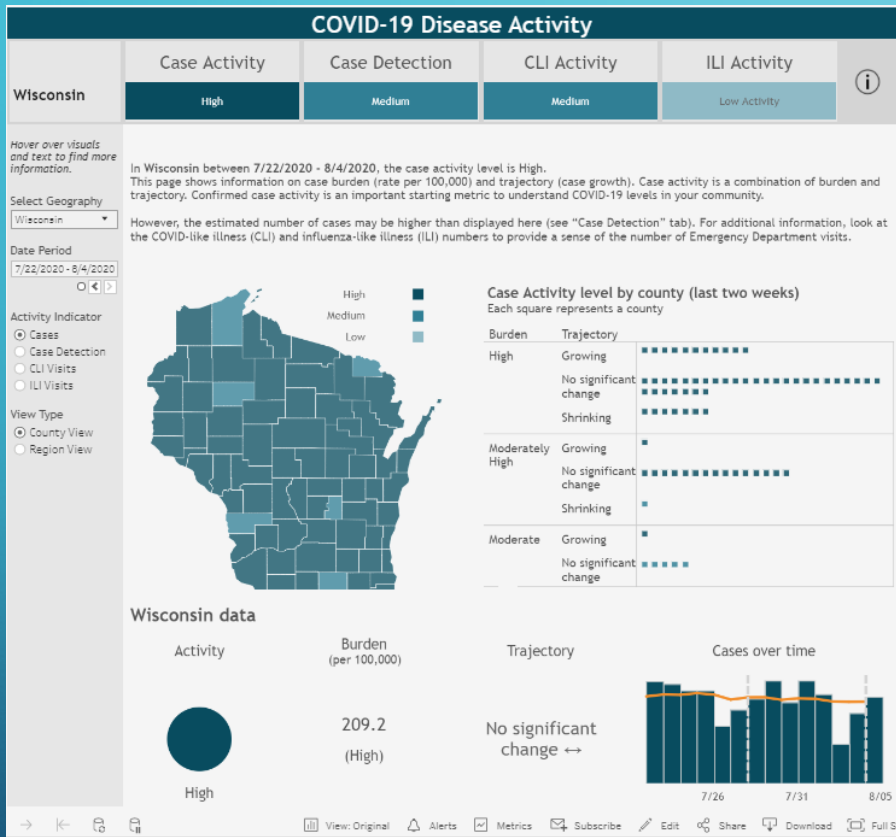 COVID-19 Disease Activity
Wisconsin
Case Activity
High
Case Detection
Medium
CLI Activity
Medium
ILI Activity
Low Activity
i
Hover over visuals
and text to find more
information.
Select Geography
Wisconsin
Date Period
7/22/2020 - 8/4/2020
Activity Indicator
Cases
Case Detection
CLI Visits
ILI Visits
View Type
County View
Region View
In Wisconsin between 7/22/2020 - 8/4/2020, the case activity level is High.
This page shows information on case burden (rate per 100,000) and trajectory (case growth). Case activity is a combination of burden and
trajectory. Confirmed case activity is an important starting metric to understand COVID-19 levels in your community.
However, the estimated number of cases may be higher than displayed here (see "Case Detection" tab). For additional information, look at
the COVID-like illness (CLI) and influenza-like illness (ILI) numbers to provide a sense of the number of Emergency Department visits.
High
Medium
Low
Case Activity level by county (last two weeks)
Each square represents a county
Burden Trajectory
High Growing
No significant
change
Shrinking
Moderately
High
Growing
No significant
change
Shrinking
Moderate Growing
No significant
change
Wisconsin data
Activity
High
Burden
(per 100,000)
209.2
(High)
Trajectory
No significant
change ↔
Cases over time
7/26 7/31 8/05
View: Original Alerts Metrics Subscribe Edit Share Download Full S